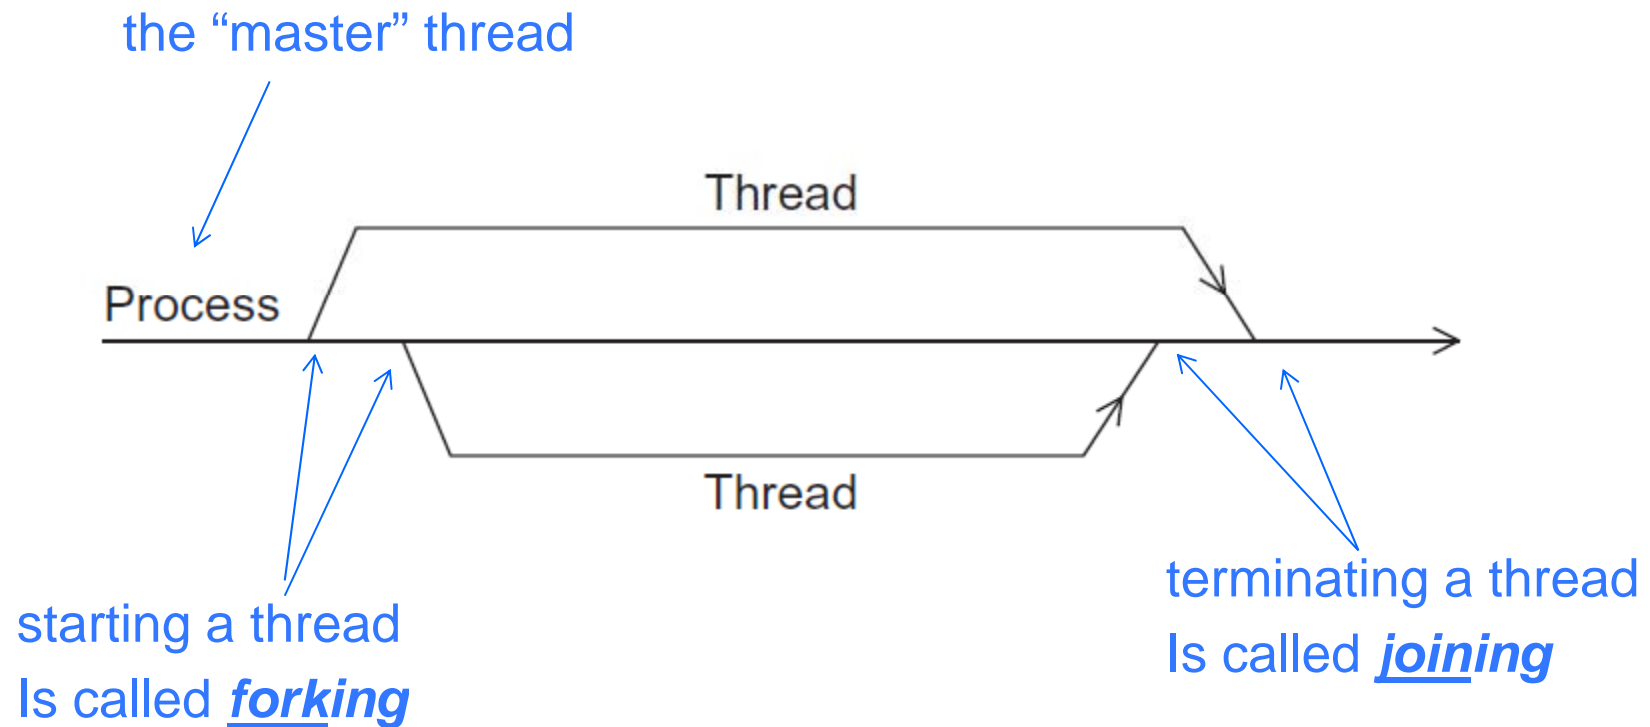 the “master” thread
Thread
Process
Thread
starting a thread
Is called forking
terminating a thread
Is called joining